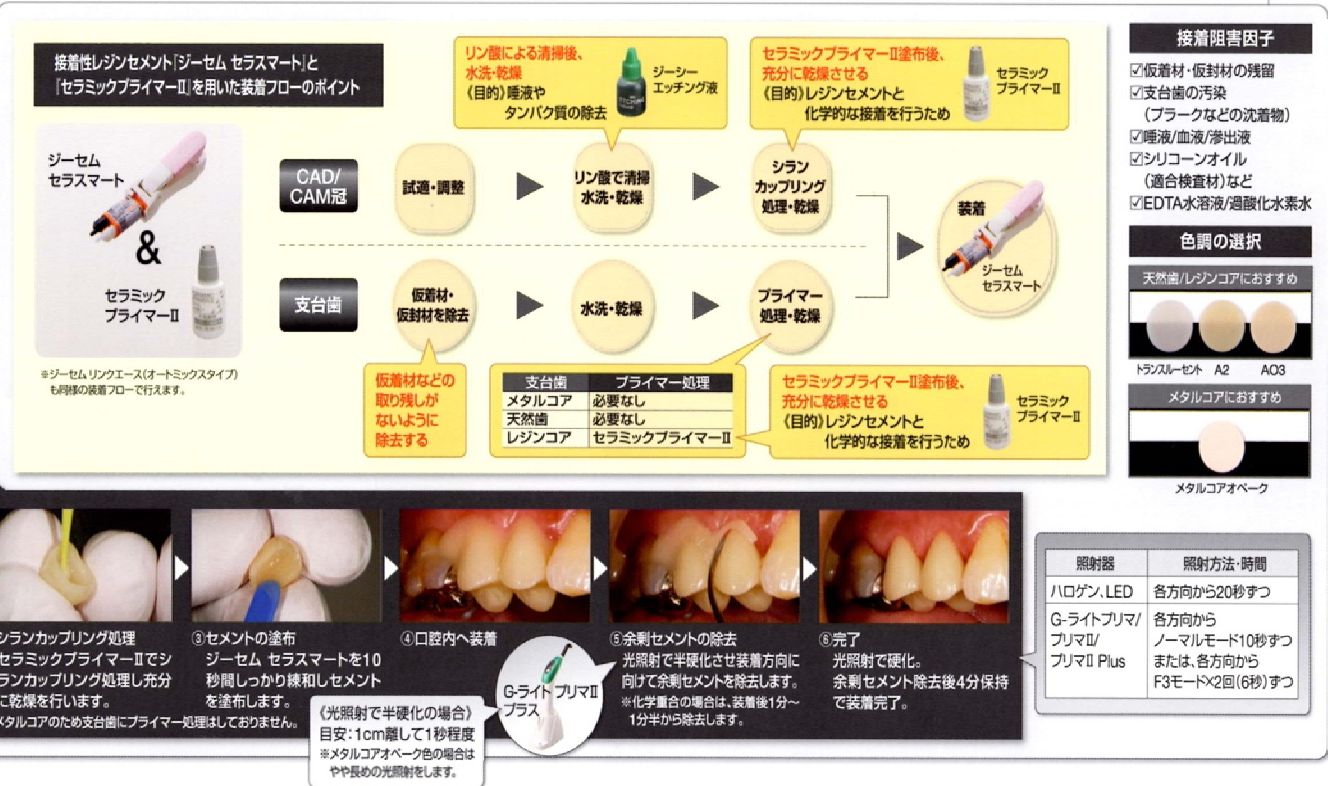 接着性レジンセメント『ジーセム セラスマート』と
『セラミックプライマーⅡ』を用いた装着フローのポイント
ジーセム
セラスマート
&
セラミック
プライマーⅡ
※ジーセム リンクエース(オートミックスタイプ)
も同様の装着フローで行えます。
リン酸による清掃後、
水洗・乾燥
《目的》唾液や
タンパク質の除去
ジーシー
エッチング液
セラミックプライマーⅡ塗布後、
充分に乾燥させる
《目的》レジンセメントと
化学的な接着を行うため
セラミック
プライマーⅡ
CAD/
CAM冠
試適・調整
リン酸で清掃
水洗・乾燥
シラン
カップリング
処理・乾燥
装着
ジーセム
セラスマート
支台歯
仮着材・
仮封材を除去
水洗・乾燥
プライマー
処理・乾燥
仮着材などの
取り残しが
ないように
除去する
支台歯 プライマー処理
メタルコア 必要なし
天然歯 必要なし
レジンコア セラミックプライマーⅡ
セラミックプライマーⅡ塗布後、
充分に乾燥させる
《目的》レジンセメントと
化学的な接着を行うため
セラミック
プライマーⅡ
接着阻害因子
☑仮着材・仮封材の残留
☑支台歯の汚染
(プラークなどの沈着物)
☑唾液/血液/滲出液
☑シリコーンオイル
(適合検査材)など
☑EDTA水溶液/過酸化水素水
色調の選択
天然歯/レジンコアにおすすめ
トランスルーセント A2 AO3
メタルコアにおすすめ
メタルコアオペーク
シランカップリング処理
セラミックプライマーⅡでシ
ランカップリング処理し充分
に乾燥を行います。
メタルコアのため支台歯にプライマー処理はしておりません。
③セメントの塗布
ジーセム セラスマートを10
秒間しっかり練和しセメント
を塗布します。
④口腔内へ装着
《光照射で半硬化の場合》
目安:1cm離して1秒程度
※メタルコアオペーク色の場合は
やや長めの光照射をします。
G-ライト プリマⅡ
プラス
⑤余剰セメントの除去
光照射で半硬化させ装着方向に
向けて余剰セメントを除去します。
※化学重合の場合は、装着後1分〜
1分半から除去します。
⑥完了
光照射で硬化。
余剰セメント除去後4分保持
で装着完了。
照射器 照射方法・時間
ハロゲン、LED 各方向から20秒ずつ
G-ライトプリマ/ 各方向から
プリマⅡ/ ノーマルモード10秒ずつ
プリマⅡ Plus または、各方向から
F3モード×2回(6秒)ずつ